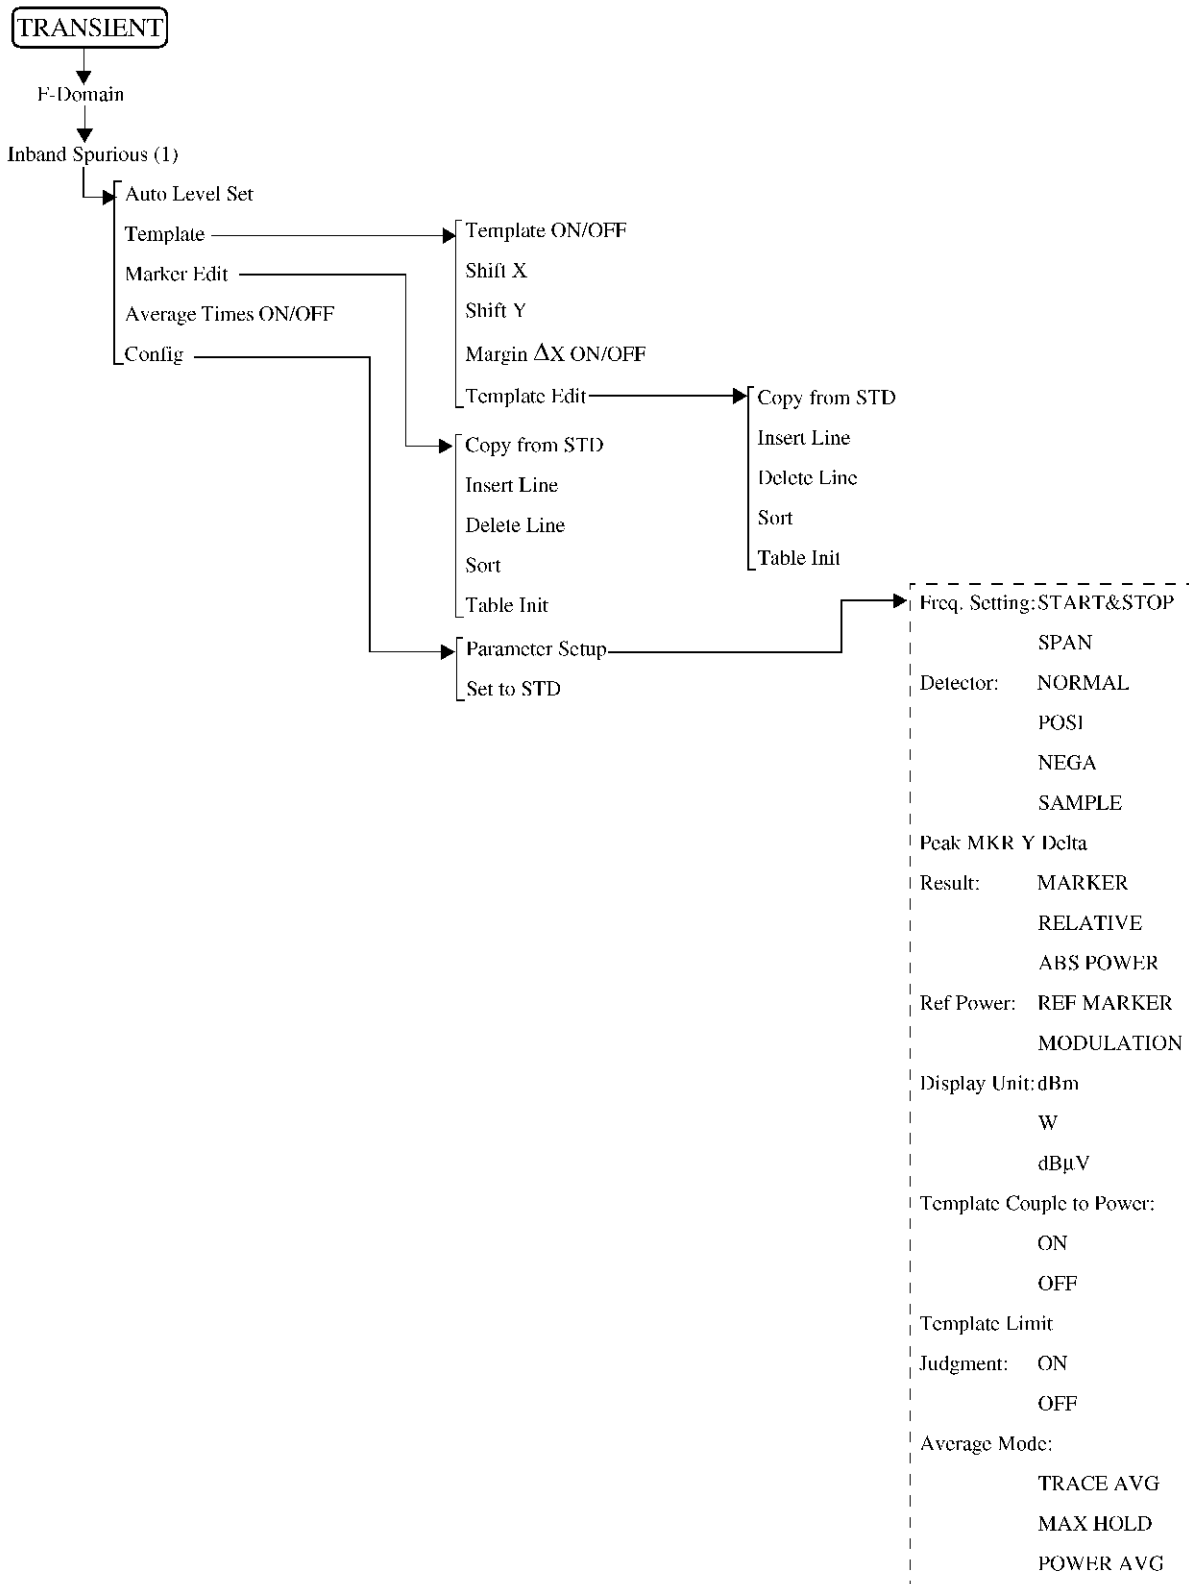 TRANSIENT
F-Domain
Inband Spurious (1)
Auto Level Set
Template
Marker Edit
Average Times ON/OFF
Config
Template ON/OFF
Shift X
Shift Y
Margin ΔX ON/OFF
Template Edit
Copy from STD
Insert Line
Delete Line
Sort
Table Init
Copy from STD
Insert Line
Delete Line
Sort
Table Init
Parameter Setup
Set to STD
Freq. Setting: START&STOP
SPAN
Detector: NORMAL
POSI
NEGA
SAMPLE
Peak MKR Y Delta
Result: MARKER
RELATIVE
ABS POWER
Ref Power: REF MARKER
MODULATION
Display Unit: dBm
W
dBμV
Template Couple to Power:
ON
OFF
Template Limit
Judgment: ON
OFF
Average Mode:
TRACE AVG
MAX HOLD
POWER AVG